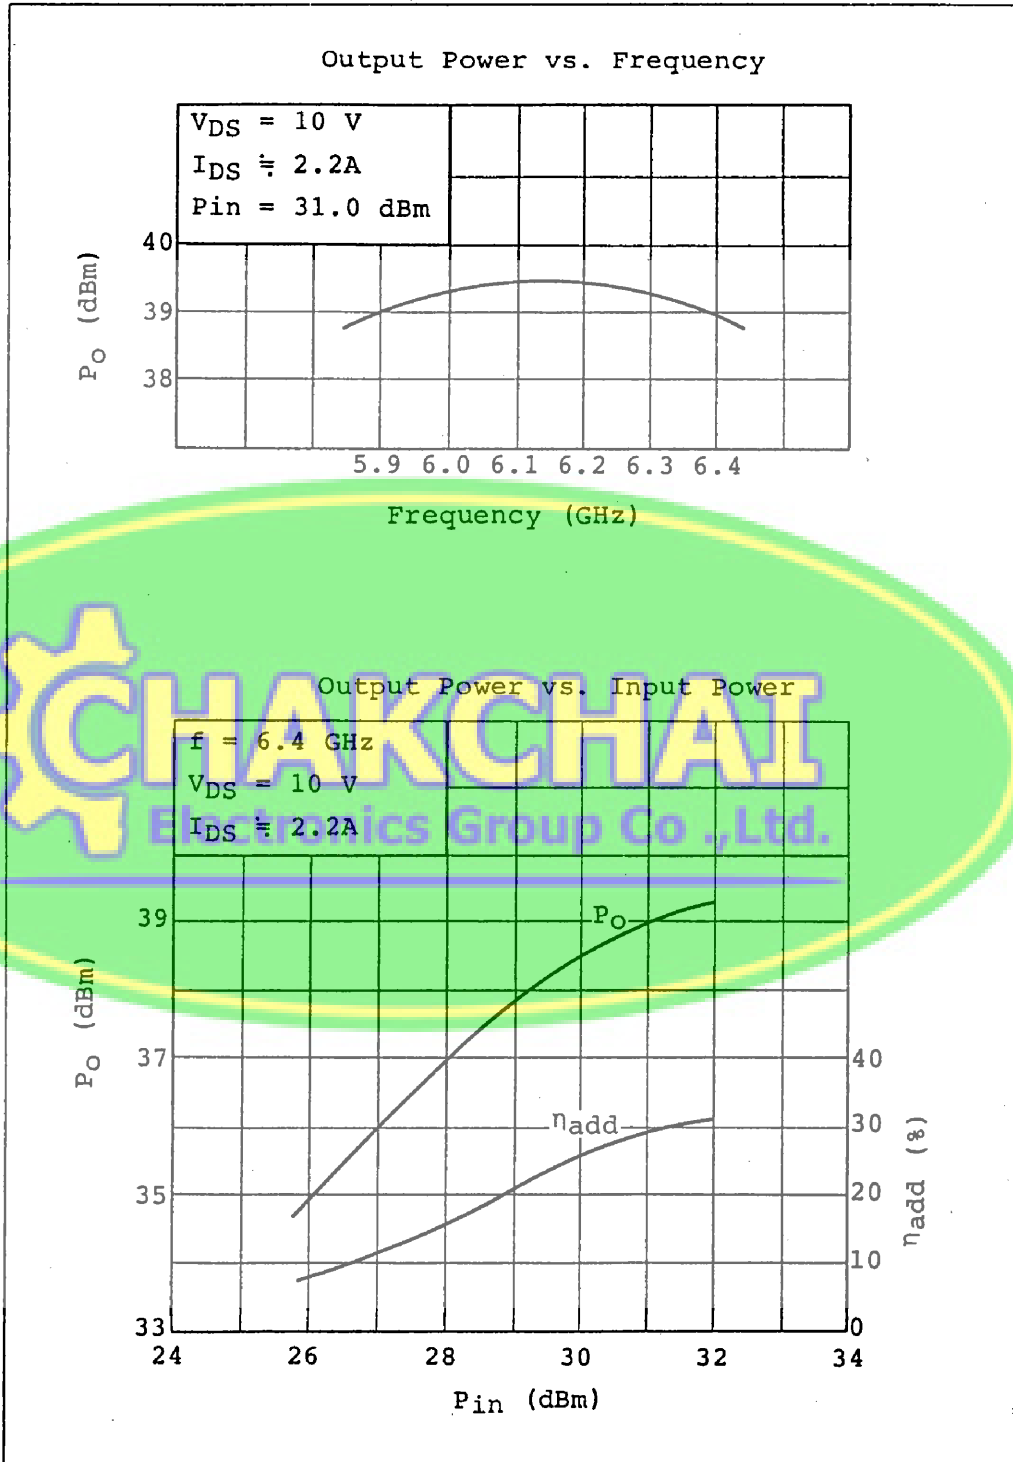 Output Power vs. Frequency
VDS = 10 V
IDS ≒ 2.2A
Pin = 31.0 dBm
40
39
38
PO (dBm)
5.9 6.0 6.1 6.2 6.3 6.4
Frequency (GHz)
CHAKCHAI
Electronics Group Co .,Ltd.
Output Power vs. Input Power
f = 6.4 GHz
VDS = 10 V
IDS ≒ 2.2A
PO
39
37
35
33
PO (dBm)
ηadd
40
30
20
10
0
ηadd (%)
24 26 28 30 32 34
Pin (dBm)